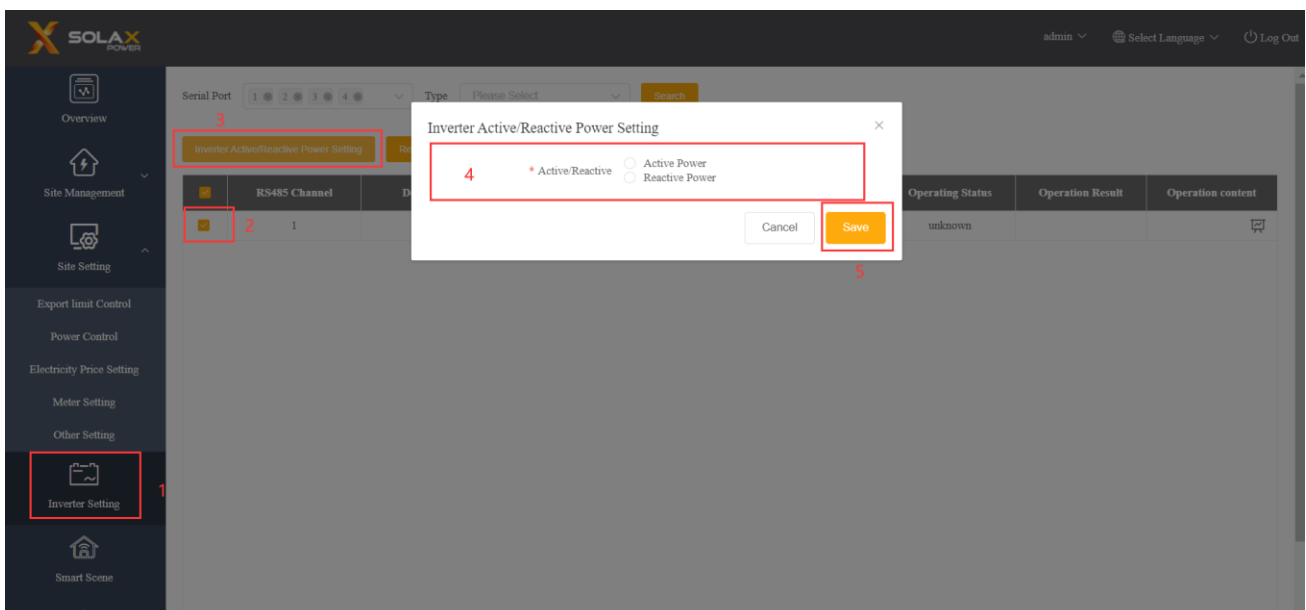 SOLAX
POWER
admin
Select Language
Log Out
Overview
Site Management
Site Setting
Export limit Control
Power Control
Electricity Price Setting
Meter Setting
Other Setting
Inverter Setting
1
Smart Scene
Serial Port 1 2 3 4 Type Please Select Search
3
Inverter Active/Reactive Power Setting
RS485 Channel Operating Status Operation Result Operation content
2 1 unknown
Inverter Active/Reactive Power Setting
4 * Active/Reactive Active Power
Reactive Power
Cancel Save
5